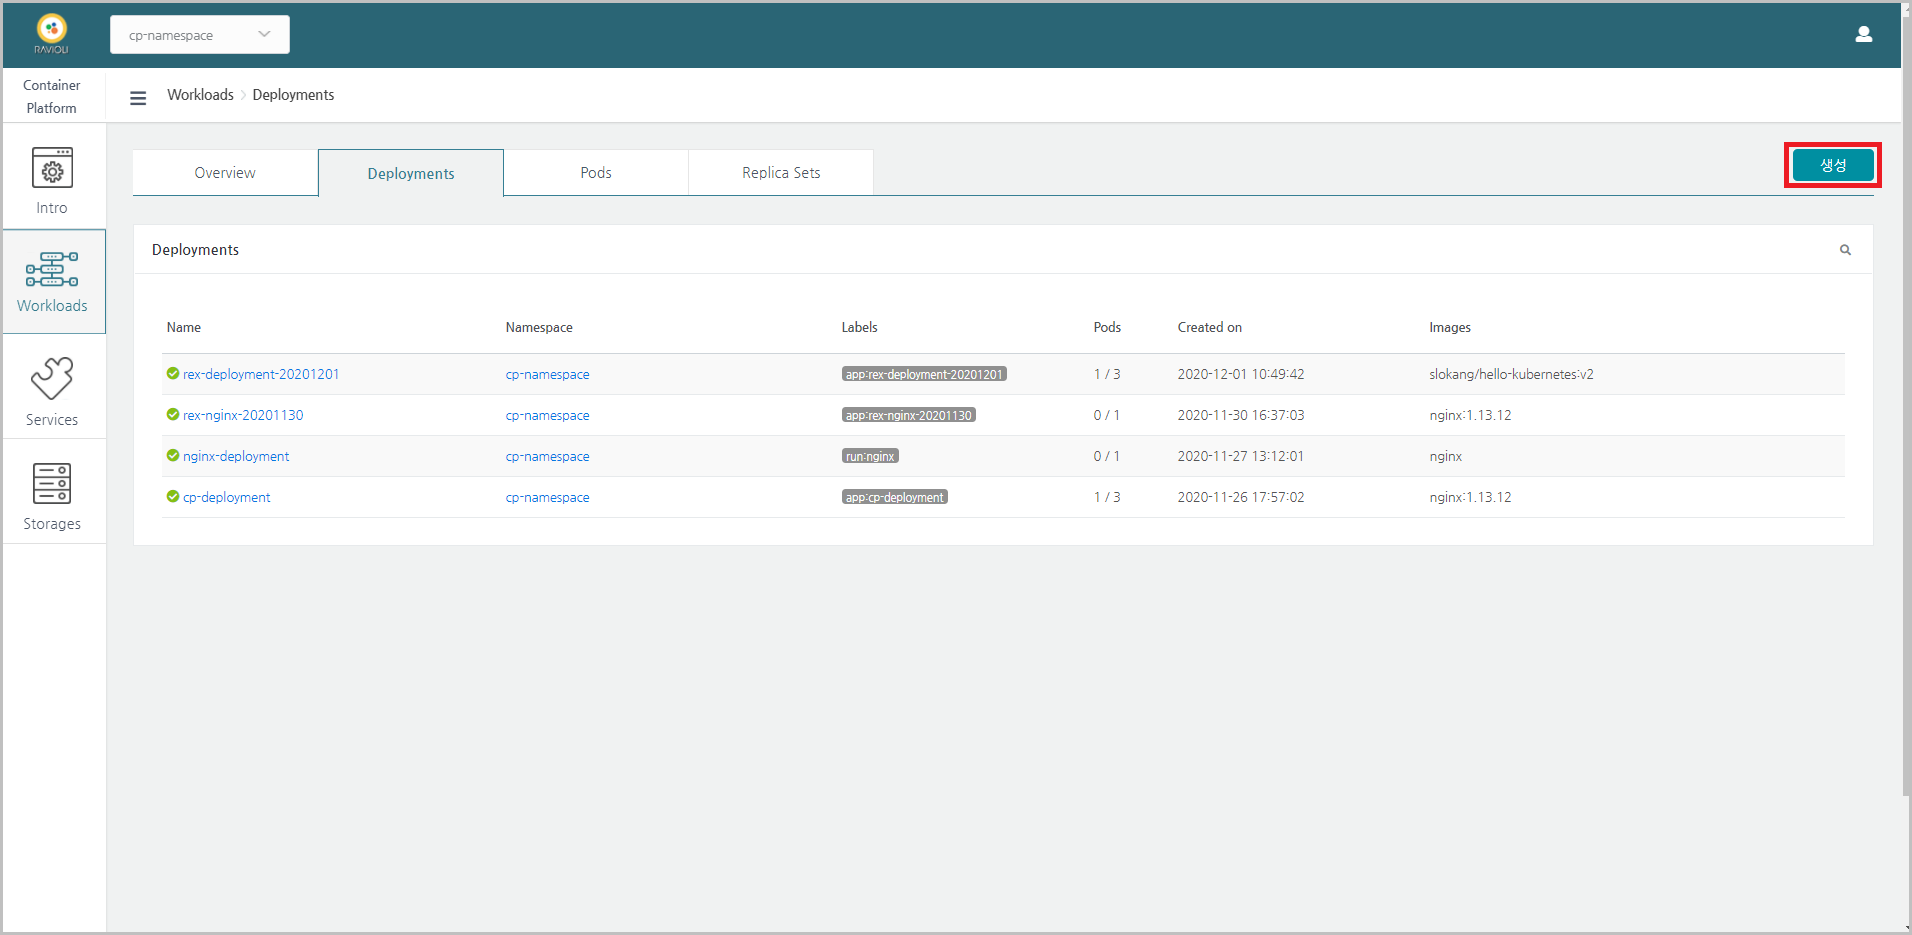 RAVIOLI
cp-namespace
Container
Platform
Workloads
Deployments
Intro
Workloads
Services
Storages
Overview
Deployments
Pods
Replica Sets
생성
Deployments
Name Namespace Labels Pods Created on Images
rex-deployment-20201201 cp-namespace app:rex-deployment-20201201 1 / 3 2020-12-01 10:49:42 slokang/hello-kubernetes:v2
rex-nginx-20201130 cp-namespace app:rex-nginx-20201130 0 / 1 2020-11-30 16:37:03 nginx:1.13.12
nginx-deployment cp-namespace run:nginx 0 / 1 2020-11-27 13:12:01 nginx
cp-deployment cp-namespace app:cp-deployment 1 / 3 2020-11-26 17:57:02 nginx:1.13.12